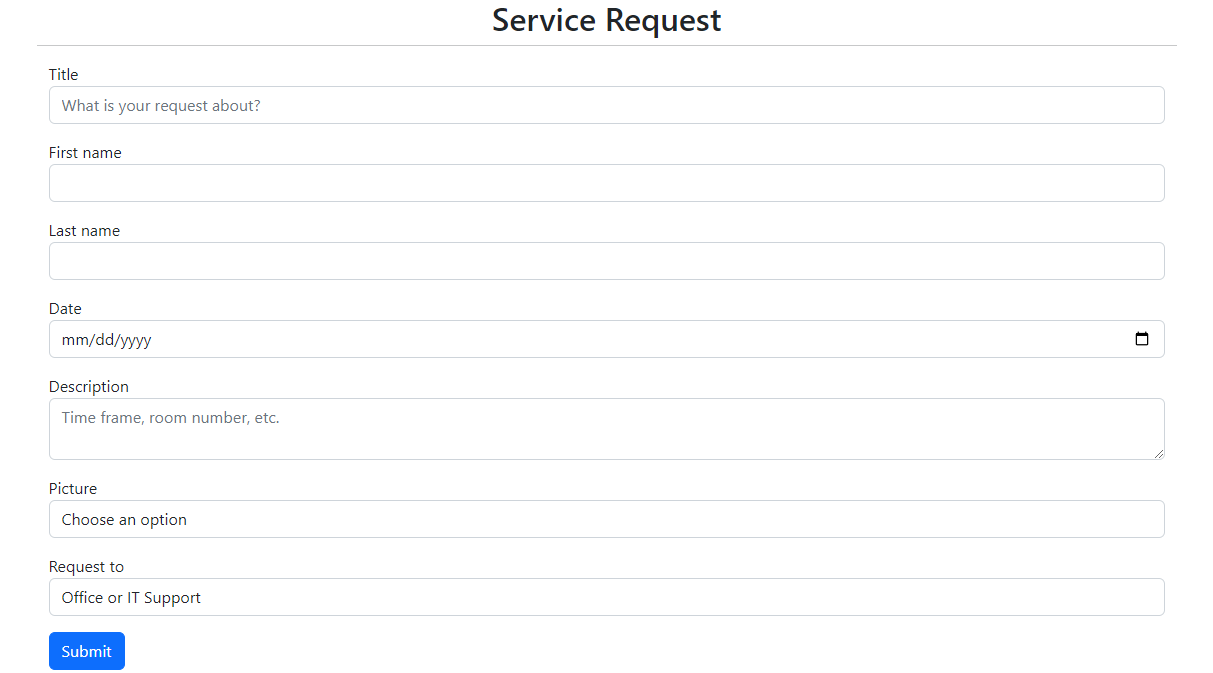 Service Request
Title
What is your request about?
First name
Last name
Date
mm/dd/yyyy
Description
Time frame, room number, etc.
Picture
Choose an option
Request to
Office or IT Support
Submit